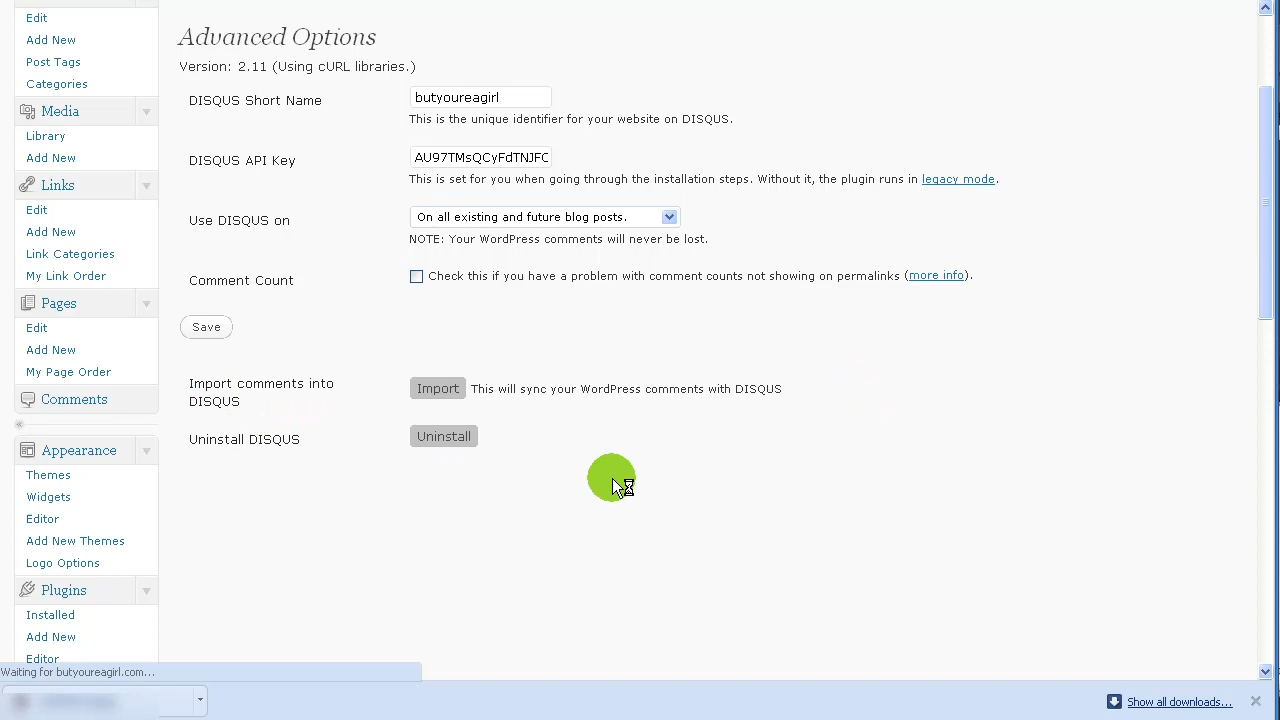 Edit
Add New
Post Tags
Categories
Media
Library
Add New
Links
Edit
Add New
Link Categories
My Link Order
Pages
Edit
Add New
My Page Order
Comments
Appearance
Themes
Widgets
Editor
Add New Themes
Logo Options
Plugins
Installed
Add New
Editor
Advanced Options
Version: 2.11 (Using cURL libraries.)
DISQUS Short Name
butyoureagirl
This is the unique identifier for your website on DISQUS.
DISQUS API Key
AU97TMsQCyFdTNJFC
This is set for you when going through the installation steps. Without it, the plugin runs in legacy mode.
Use DISQUS on
On all existing and future blog posts.
NOTE: Your WordPress comments will never be lost.
Comment Count
Check this if you have a problem with comment counts not showing on permalinks (more info).
Save
Import comments into
DISQUS
Import This will sync your WordPress comments with DISQUS
Uninstall DISQUS
Uninstall
Waiting for butyoureagirl.com...
Show all downloads...